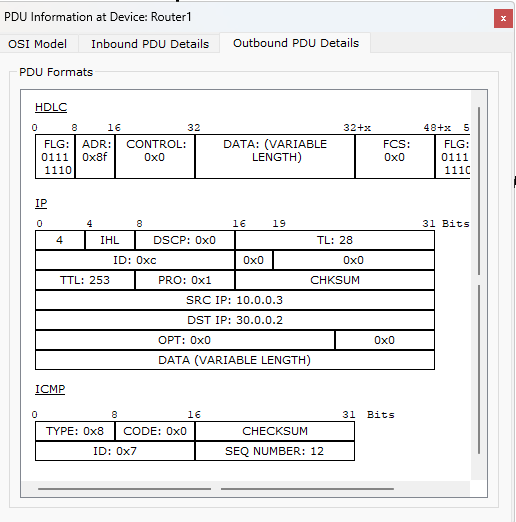 PDU Information at Device: Router1
x
OSI Model Inbound PDU Details Outbound PDU Details
PDU Formats
HDLC
0 8 16 32 32+x 48+x 5
FLG: ADR: CONTROL: DATA: (VARIABLE FCS: FLG:
0111 0x8f 0x0 LENGTH) 0x0 0111
1110 1110
IP
0 4 8 16 19 31 Bits
4 IHL DSCP: 0x0 TL: 28
ID: 0xc 0x0 0x0
TTL: 253 PRO: 0x1 CHKSUM
SRC IP: 10.0.0.3
DST IP: 30.0.0.2
OPT: 0x0 0x0
DATA (VARIABLE LENGTH)
ICMP
0 8 16 31 Bits
TYPE: 0x8 CODE: 0x0 CHECKSUM
ID: 0x7 SEQ NUMBER: 12